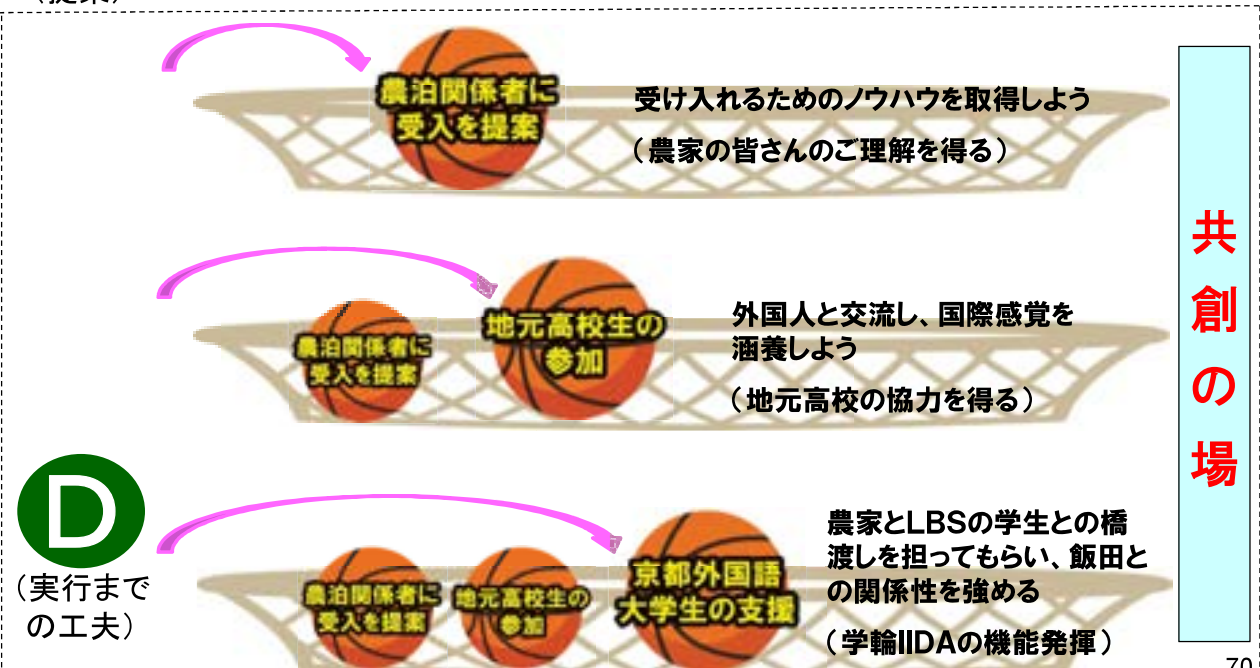 農泊関係者に
受入を提案
受け入れるためのノウハウを取得しよう
（農家の皆さんのご理解を得る）
農泊関係者に
受入を提案
地元高校生の
参加
外国人と交流し、国際感覚を
涵養しよう
（地元高校の協力を得る）
D
（実行まで
の工夫）
農泊関係者に
受入を提案
地元高校生の
参加
京都外国語
大学生の支援
農家とLBSの学生との橋
渡しを担ってもらい、飯田と
の関係性を強める
（学輪IIDAの機能発揮）
共創の場